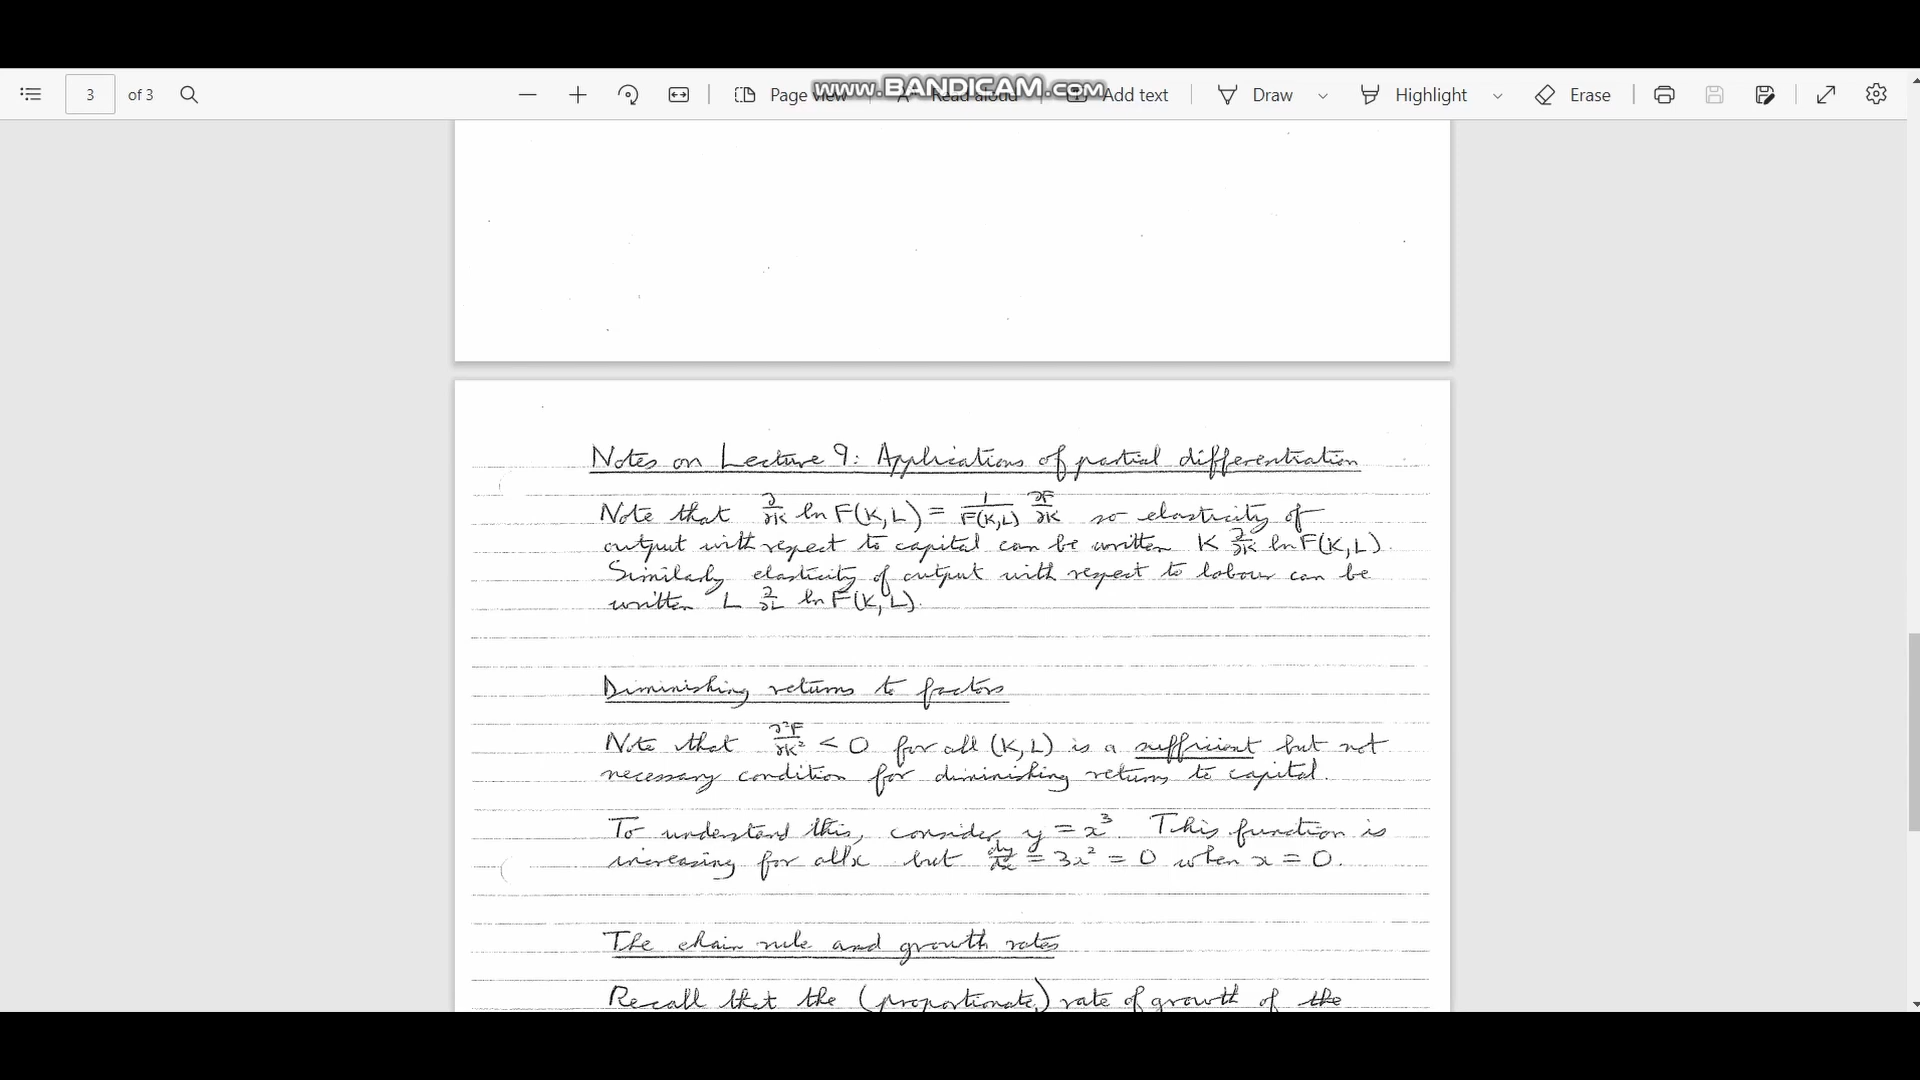 3 of 3 Page view Read aloud Add text Draw Highlight Erase
www.BANDICAM.com
Notes on Lecture 9: Applications of partial differentiation
Note that ∂/∂K ln F(K,L) = 1/F(K,L) ∂F/∂K so elasticity of
output with respect to capital can be written K ∂/∂K ln F(K,L).
Similarly elasticity of output with respect to labour can be
written L ∂/∂L ln F(K,L).
Diminishing returns to factors
Note that ∂²F/∂K² < 0 for all (K,L) is a sufficient but not
necessary condition for diminishing returns to capital.
To understand this, consider y = x³. This function is
increasing for all x but dy/dx = 3x² = 0 when x = 0.
The chain rule and growth rates
Recall that the (proportionate) rate of growth of the